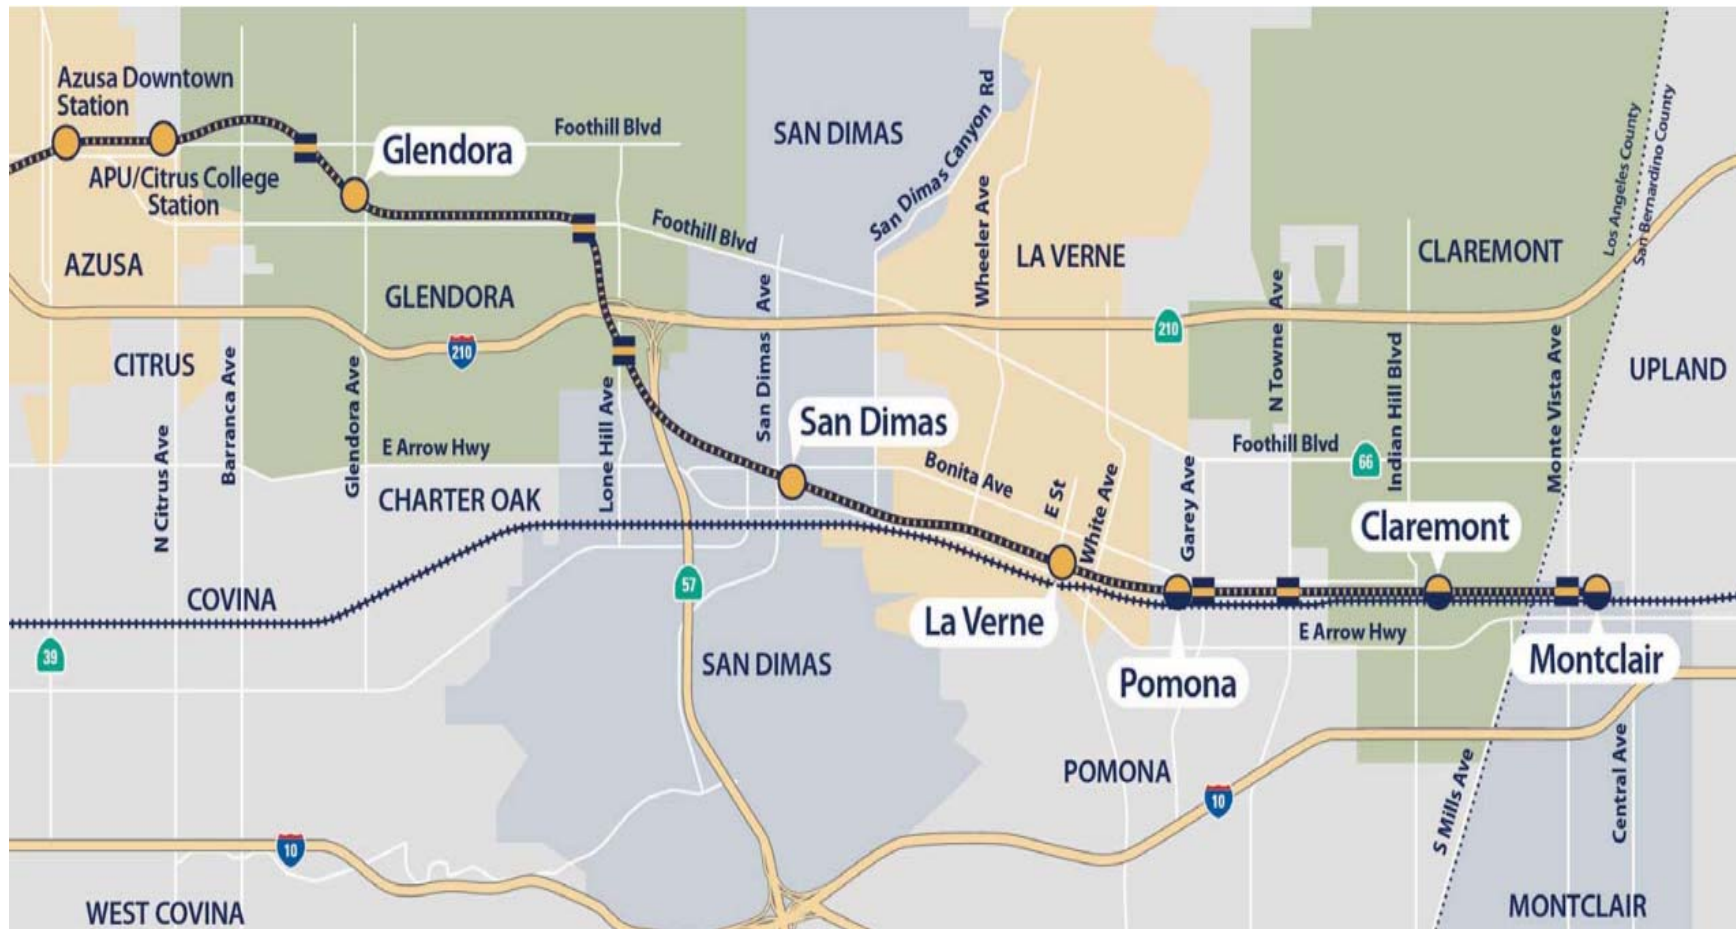 Azusa Downtown
Station
APU/Citrus College
Station
Glendora
Foothill Blvd
SAN DIMAS
San Dimas Canyon Rd
Wheeler Ave
Foothill Blvd
LA VERNE
CLAREMONT
Los Angeles County
San Bernardino County
AZUSA
GLENDORA
210
210
CITRUS
N Citrus Ave
Barranca Ave
Glendora Ave
Lone Hill Ave
San Dimas Ave
N Towne Ave
Indian Hill Blvd
Monte Vista Ave
UPLAND
San Dimas
E Arrow Hwy
Bonita Ave
Foothill Blvd
66
CHARTER OAK
E St
White Ave
Garey Ave
Claremont
COVINA
57
La Verne
E Arrow Hwy
39
SAN DIMAS
Pomona
Montclair
POMONA
10
10
S Mills Ave
Central Ave
WEST COVINA
MONTCLAIR